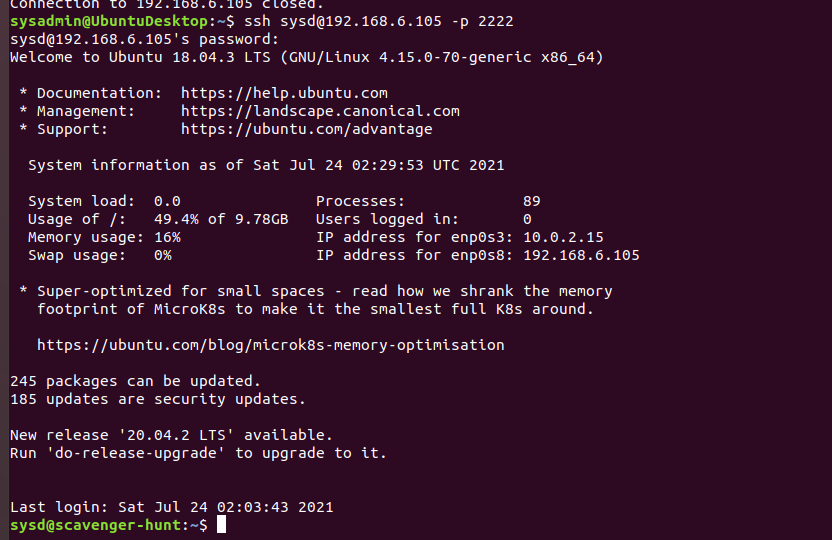 Connection to 192.168.6.105 closed.
sysadmin@UbuntuDesktop:~$ ssh sysd@192.168.6.105 -p 2222
sysd@192.168.6.105's password:
Welcome to Ubuntu 18.04.3 LTS (GNU/Linux 4.15.0-70-generic x86_64)
* Documentation:  https://help.ubuntu.com
* Management:     https://landscape.canonical.com
* Support:        https://ubuntu.com/advantage
System information as of Sat Jul 24 02:29:53 UTC 2021
System load:  0.0                Processes:             89
Usage of /:   49.4% of 9.78GB   Users logged in:       0
Memory usage: 16%                IP address for enp0s3: 10.0.2.15
Swap usage:   0%                 IP address for enp0s8: 192.168.6.105
* Super-optimized for small spaces - read how we shrank the memory
footprint of MicroK8s to make it the smallest full K8s around.
https://ubuntu.com/blog/microk8s-memory-optimisation
245 packages can be updated.
185 updates are security updates.
New release '20.04.2 LTS' available.
Run 'do-release-upgrade' to upgrade to it.
Last login: Sat Jul 24 02:03:43 2021
sysd@scavenger-hunt:~$